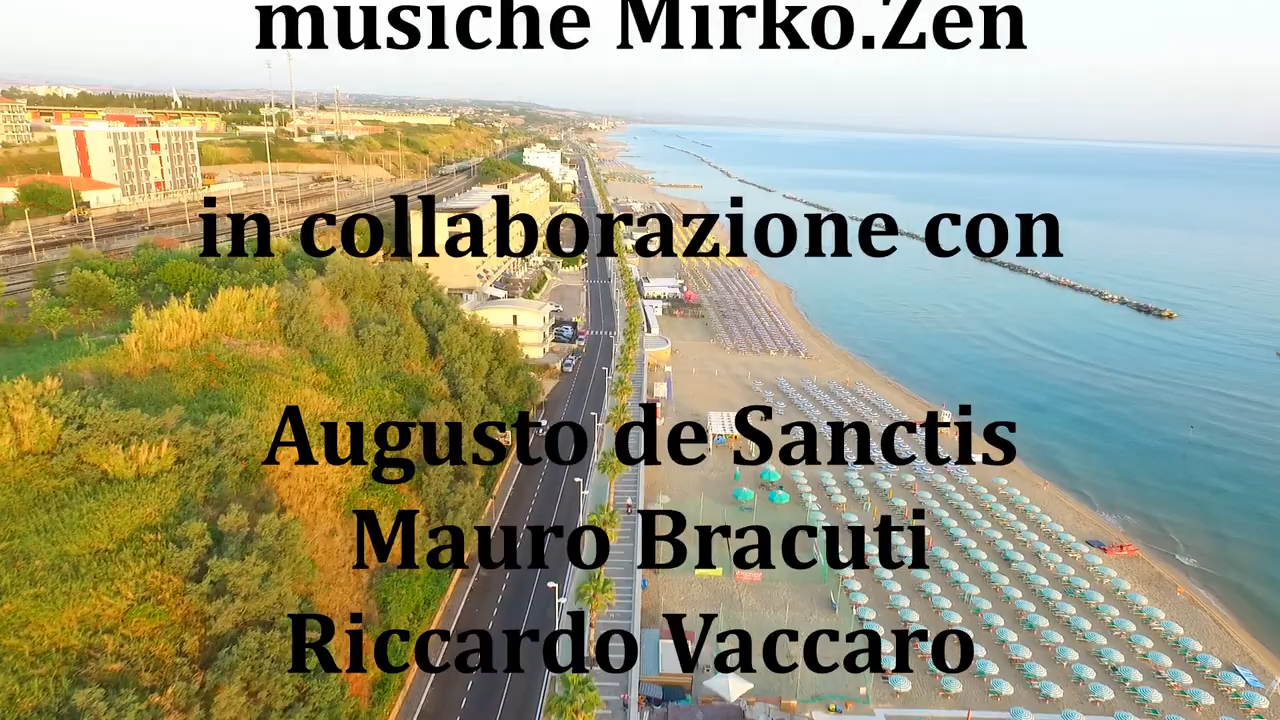 musiche Mirko.Zen
in collaborazione con
Augusto de Sanctis
Mauro Bracuti
Riccardo Vaccaro